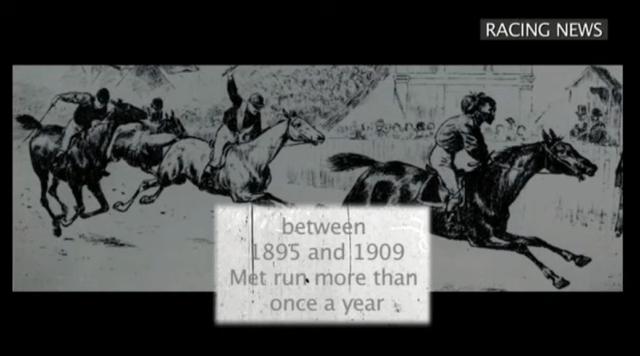 RACING NEWS
between
1895 and 1909
Met run more than
once a year